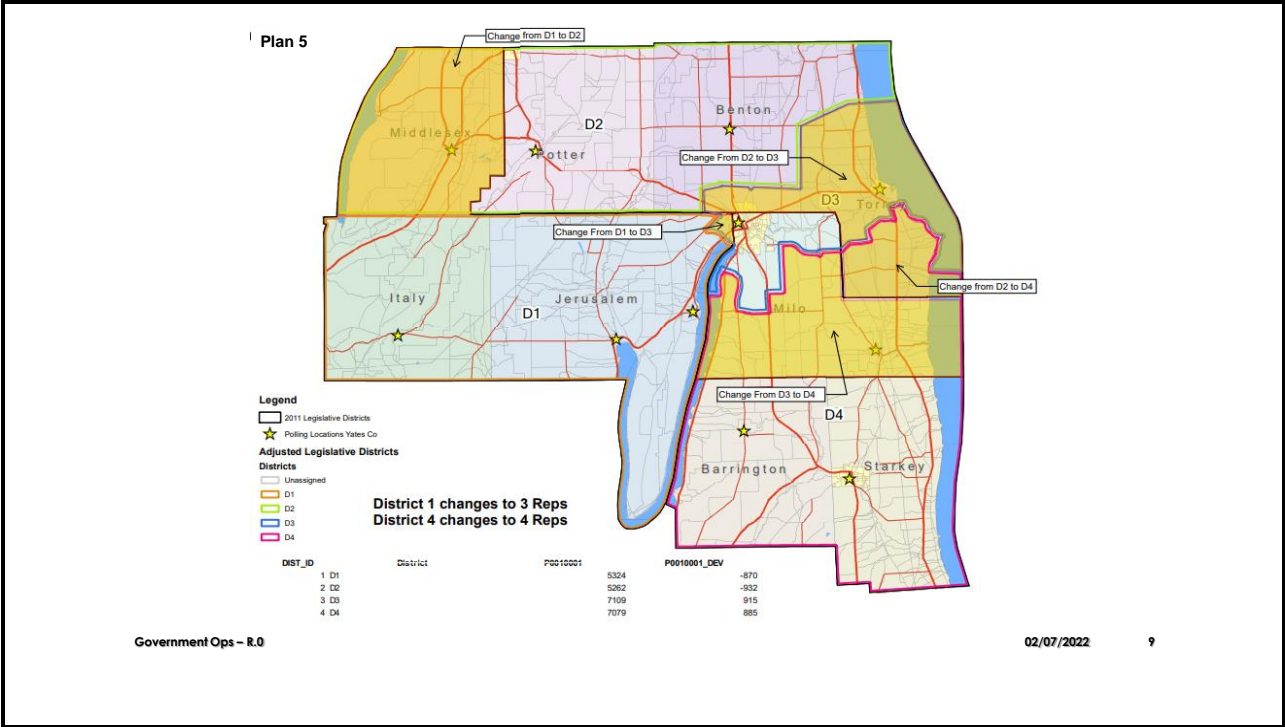 Plan 5
Change from D1 to D2
Benton
D2
Middlesex
Potter
Change From D2 to D3
D3
Torrey
Change From D1 to D3
Change from D2 to D4
Italy
Jerusalem
D1
Milo
Change From D3 to D4
D4
Barrington
Starkey
Legend
2011 Legislative Districts
Polling Locations Yates Co
Adjusted Legislative Districts
Districts
Unassigned
D1
D2
D3
D4
District 1 changes to 3 Reps
District 4 changes to 4 Reps
DIST_ID District P0010001 P0010001_DEV
1 D1 5324 -870
2 D2 5262 -932
3 D3 7109 915
4 D4 7079 885
Government Ops – R.0 02/07/2022 9